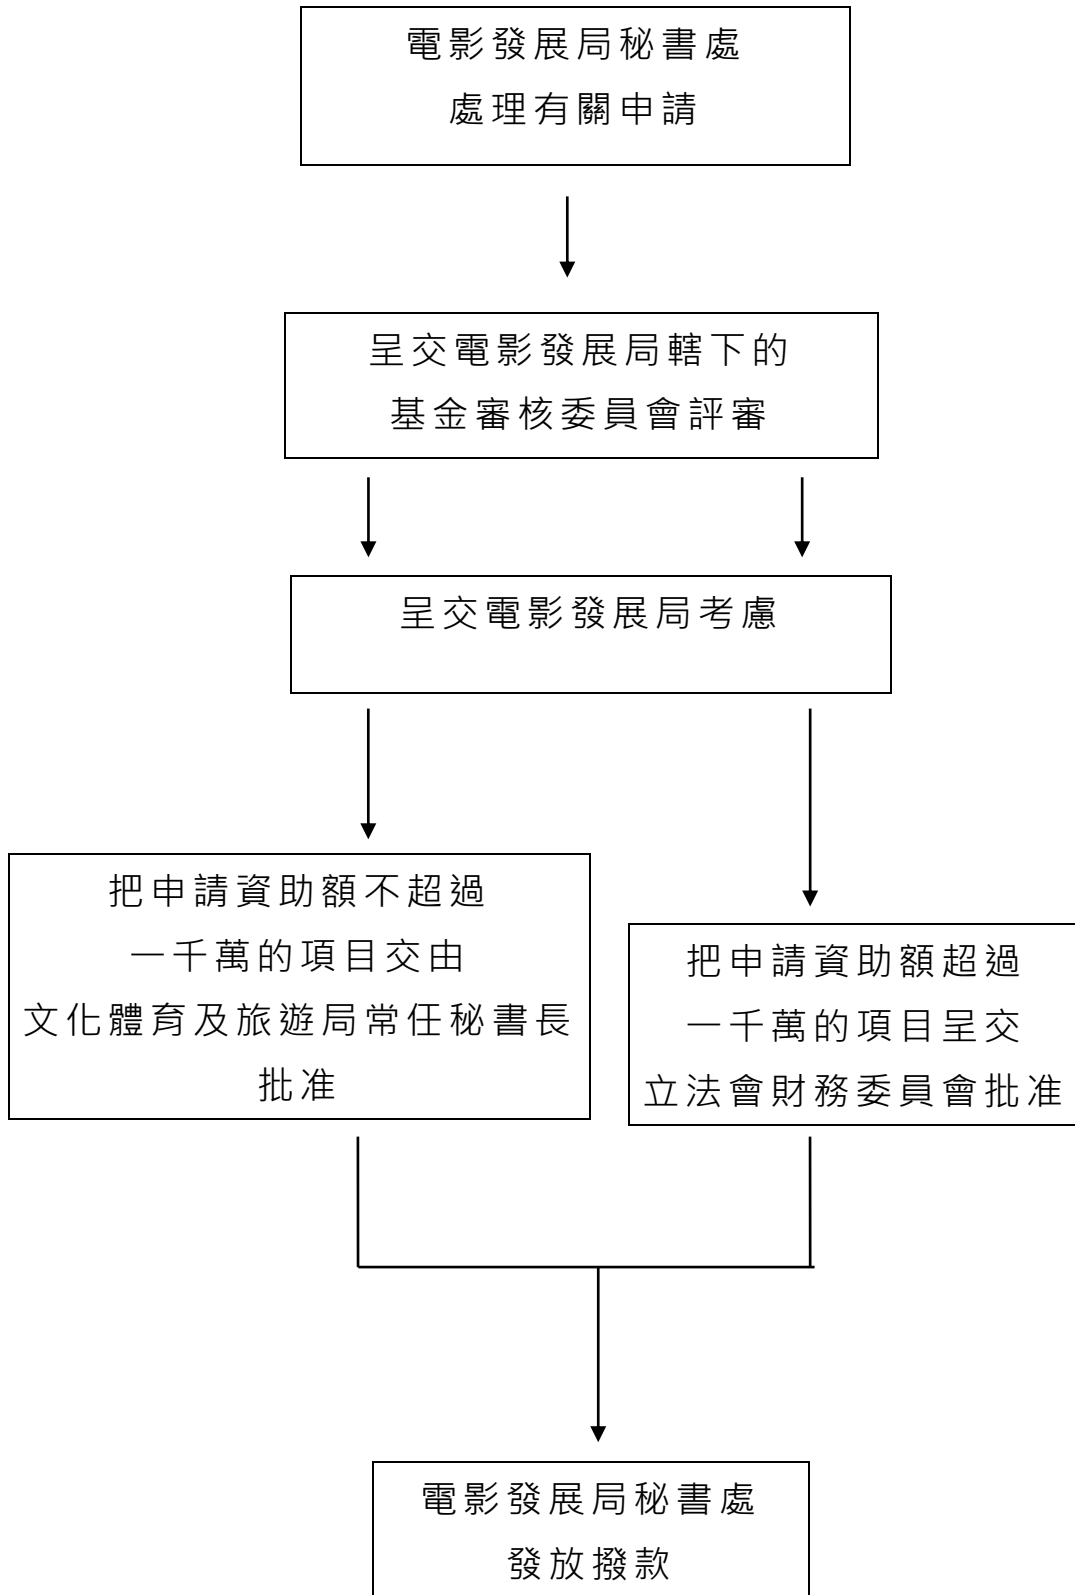 電影發展局秘書處
處理有關申請
呈交電影發展局轄下的
基金審核委員會評審
呈交電影發展局考慮
把申請資助額不超過
一千萬的項目交由
文化體育及旅遊局常任秘書長
批准
把申請資助額超過
一千萬的項目呈交
立法會財務委員會批准
電影發展局秘書處
發放撥款